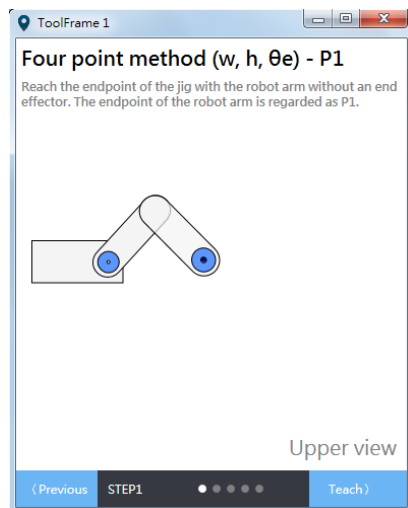 ToolFrame 1
Four point method (w, h, θe) - P1
Reach the endpoint of the jig with the robot arm without an end
effector. The endpoint of the robot arm is regarded as P1.
Upper view
〈 Previous
STEP1
Teach 〉